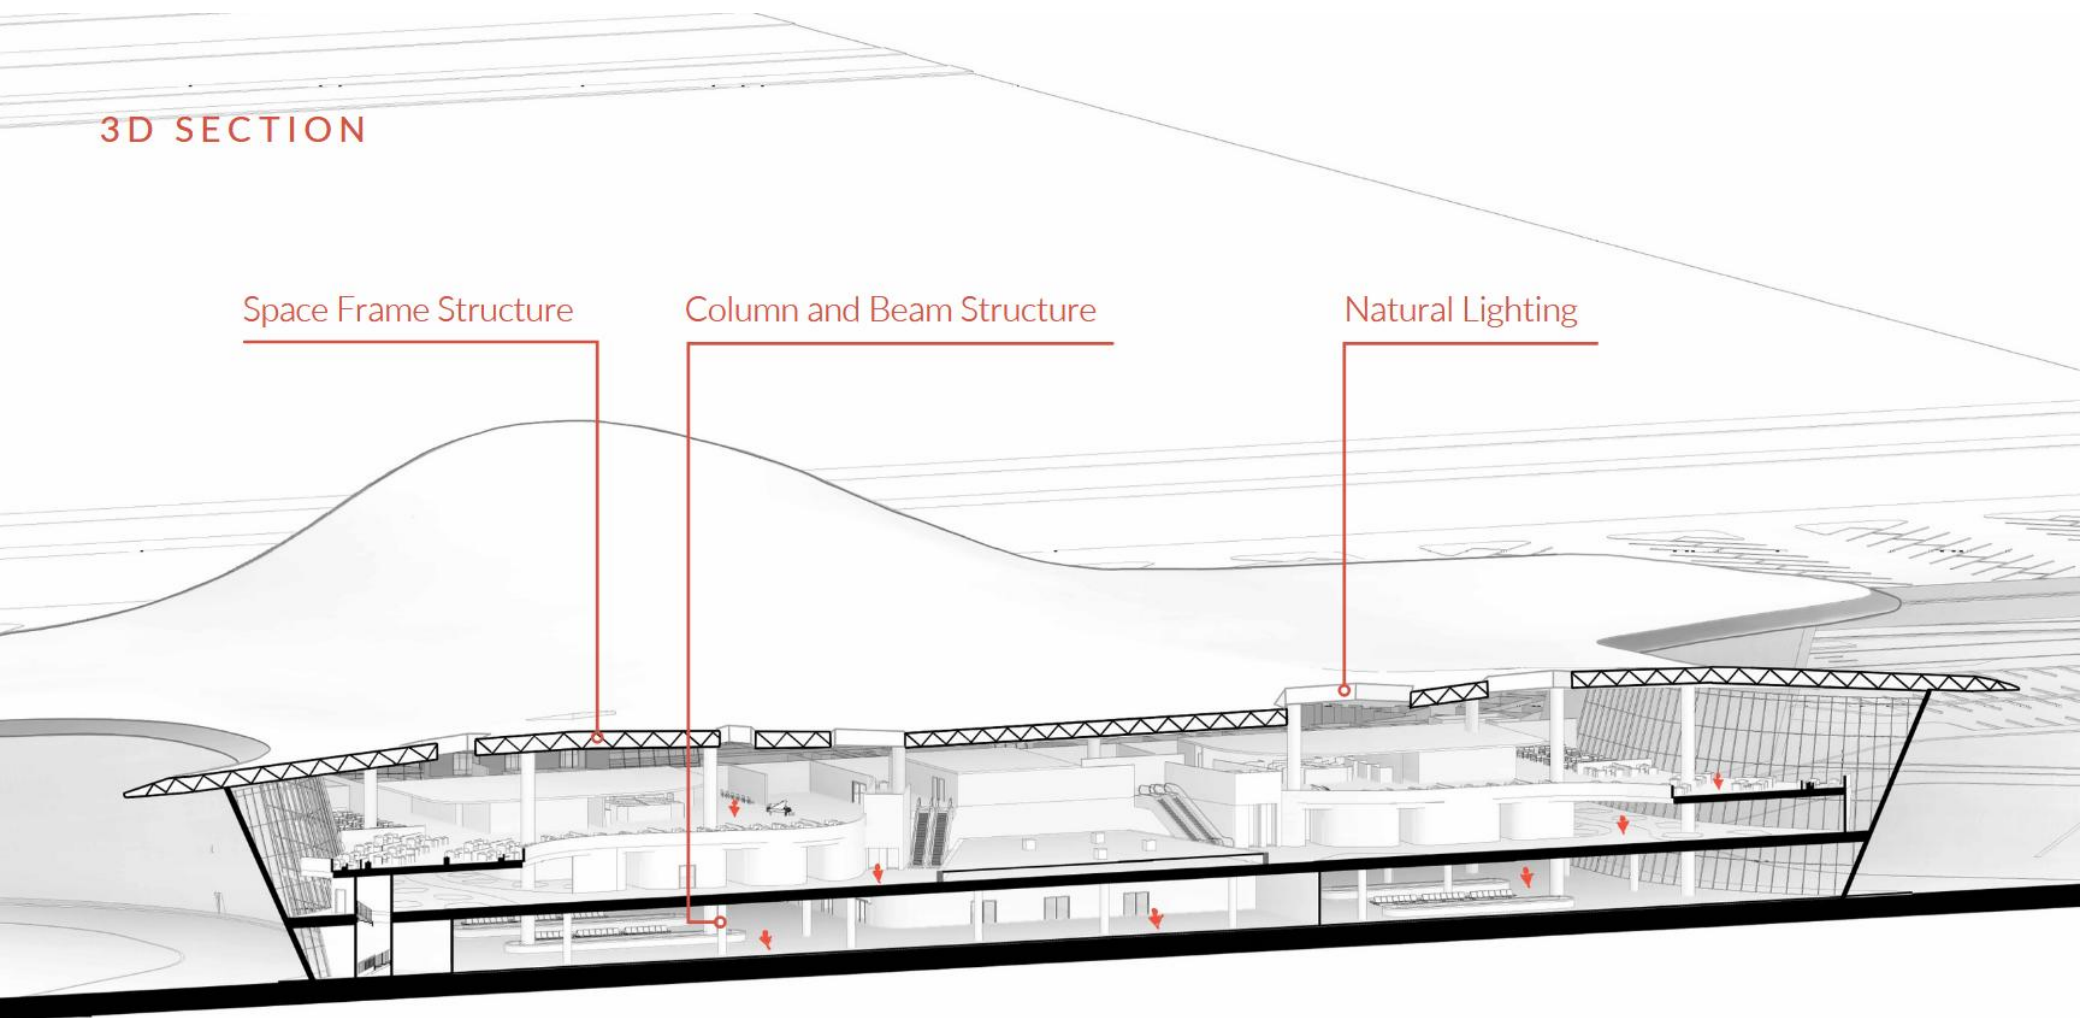 3D SECTION
Space Frame Structure
Column and Beam Structure
Natural Lighting